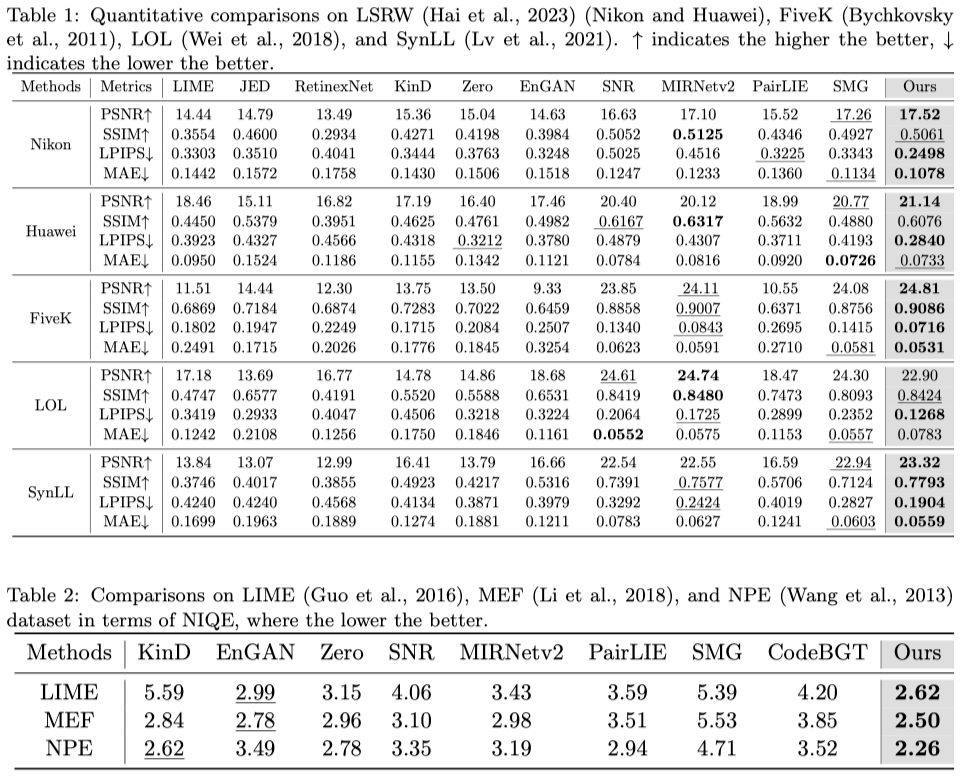 Table 1: Quantitative comparisons on LSRW (Hai et al., 2023) (Nikon and Huawei), FiveK (Bychkovsky
et al., 2011), LOL (Wei et al., 2018), and SynLL (Lv et al., 2021). ↑ indicates the higher the better, ↓
indicates the lower the better.
Methods Metrics LIME JED RetinexNet KinD Zero EnGAN SNR MIRNetv2 PairLIE SMG Ours
Nikon
PSNR↑ 14.44 14.79 13.49 15.36 15.04 14.63 16.63 17.10 15.52 17.26 17.52
SSIM↑ 0.3554 0.4600 0.2934 0.4271 0.4198 0.3984 0.5052 0.5125 0.4346 0.4927 0.5061
LPIPS↓ 0.3303 0.3510 0.4041 0.3444 0.3763 0.3248 0.5025 0.4516 0.3225 0.3343 0.2498
MAE↓ 0.1442 0.1572 0.1758 0.1430 0.1506 0.1518 0.1247 0.1233 0.1360 0.1134 0.1078
Huawei
PSNR↑ 18.46 15.11 16.82 17.19 16.40 17.46 20.40 20.12 18.99 20.77 21.14
SSIM↑ 0.4450 0.5379 0.3951 0.4625 0.4761 0.4982 0.6167 0.6317 0.5632 0.4880 0.6076
LPIPS↓ 0.3923 0.4327 0.4566 0.4318 0.3212 0.3780 0.4879 0.4307 0.3711 0.4193 0.2840
MAE↓ 0.0950 0.1524 0.1186 0.1155 0.1342 0.1121 0.0784 0.0816 0.0920 0.0726 0.0733
FiveK
PSNR↑ 11.51 14.44 12.30 13.75 13.50 9.33 23.85 24.11 10.55 24.08 24.81
SSIM↑ 0.6869 0.7184 0.6874 0.7283 0.7022 0.6459 0.8858 0.9007 0.6371 0.8756 0.9086
LPIPS↓ 0.1802 0.1947 0.2249 0.1715 0.2084 0.2507 0.1340 0.0843 0.2695 0.1415 0.0716
MAE↓ 0.2491 0.1715 0.2026 0.1776 0.1845 0.3254 0.0623 0.0591 0.2710 0.0581 0.0531
LOL
PSNR↑ 17.18 13.69 16.77 14.78 14.86 18.68 24.61 24.74 18.47 24.30 22.90
SSIM↑ 0.4747 0.6577 0.4191 0.5520 0.5588 0.6531 0.8419 0.8480 0.7473 0.8093 0.8424
LPIPS↓ 0.3419 0.2933 0.4047 0.4506 0.3218 0.3224 0.2064 0.1725 0.2899 0.2352 0.1268
MAE↓ 0.1242 0.2108 0.1256 0.1750 0.1846 0.1161 0.0552 0.0575 0.1153 0.0557 0.0783
SynLL
PSNR↑ 13.84 13.07 12.99 16.41 13.79 16.66 22.54 22.55 16.59 22.94 23.32
SSIM↑ 0.3746 0.4017 0.3855 0.4923 0.4217 0.5316 0.7391 0.7577 0.5706 0.7124 0.7793
LPIPS↓ 0.4240 0.4240 0.4568 0.4134 0.3871 0.3979 0.3292 0.2424 0.4019 0.2827 0.1904
MAE↓ 0.1699 0.1963 0.1889 0.1274 0.1881 0.1211 0.0783 0.0627 0.1241 0.0603 0.0559
Table 2: Comparisons on LIME (Guo et al., 2016), MEF (Li et al., 2018), and NPE (Wang et al., 2013)
dataset in terms of NIQE, where the lower the better.
Methods KinD EnGAN Zero SNR MIRNetv2 PairLIE SMG CodeBGT Ours
LIME 5.59 2.99 3.15 4.06 3.43 3.59 5.39 4.20 2.62
MEF 2.84 2.78 2.96 3.10 2.98 3.51 5.53 3.85 2.50
NPE 2.62 3.49 2.78 3.35 3.19 2.94 4.71 3.52 2.26